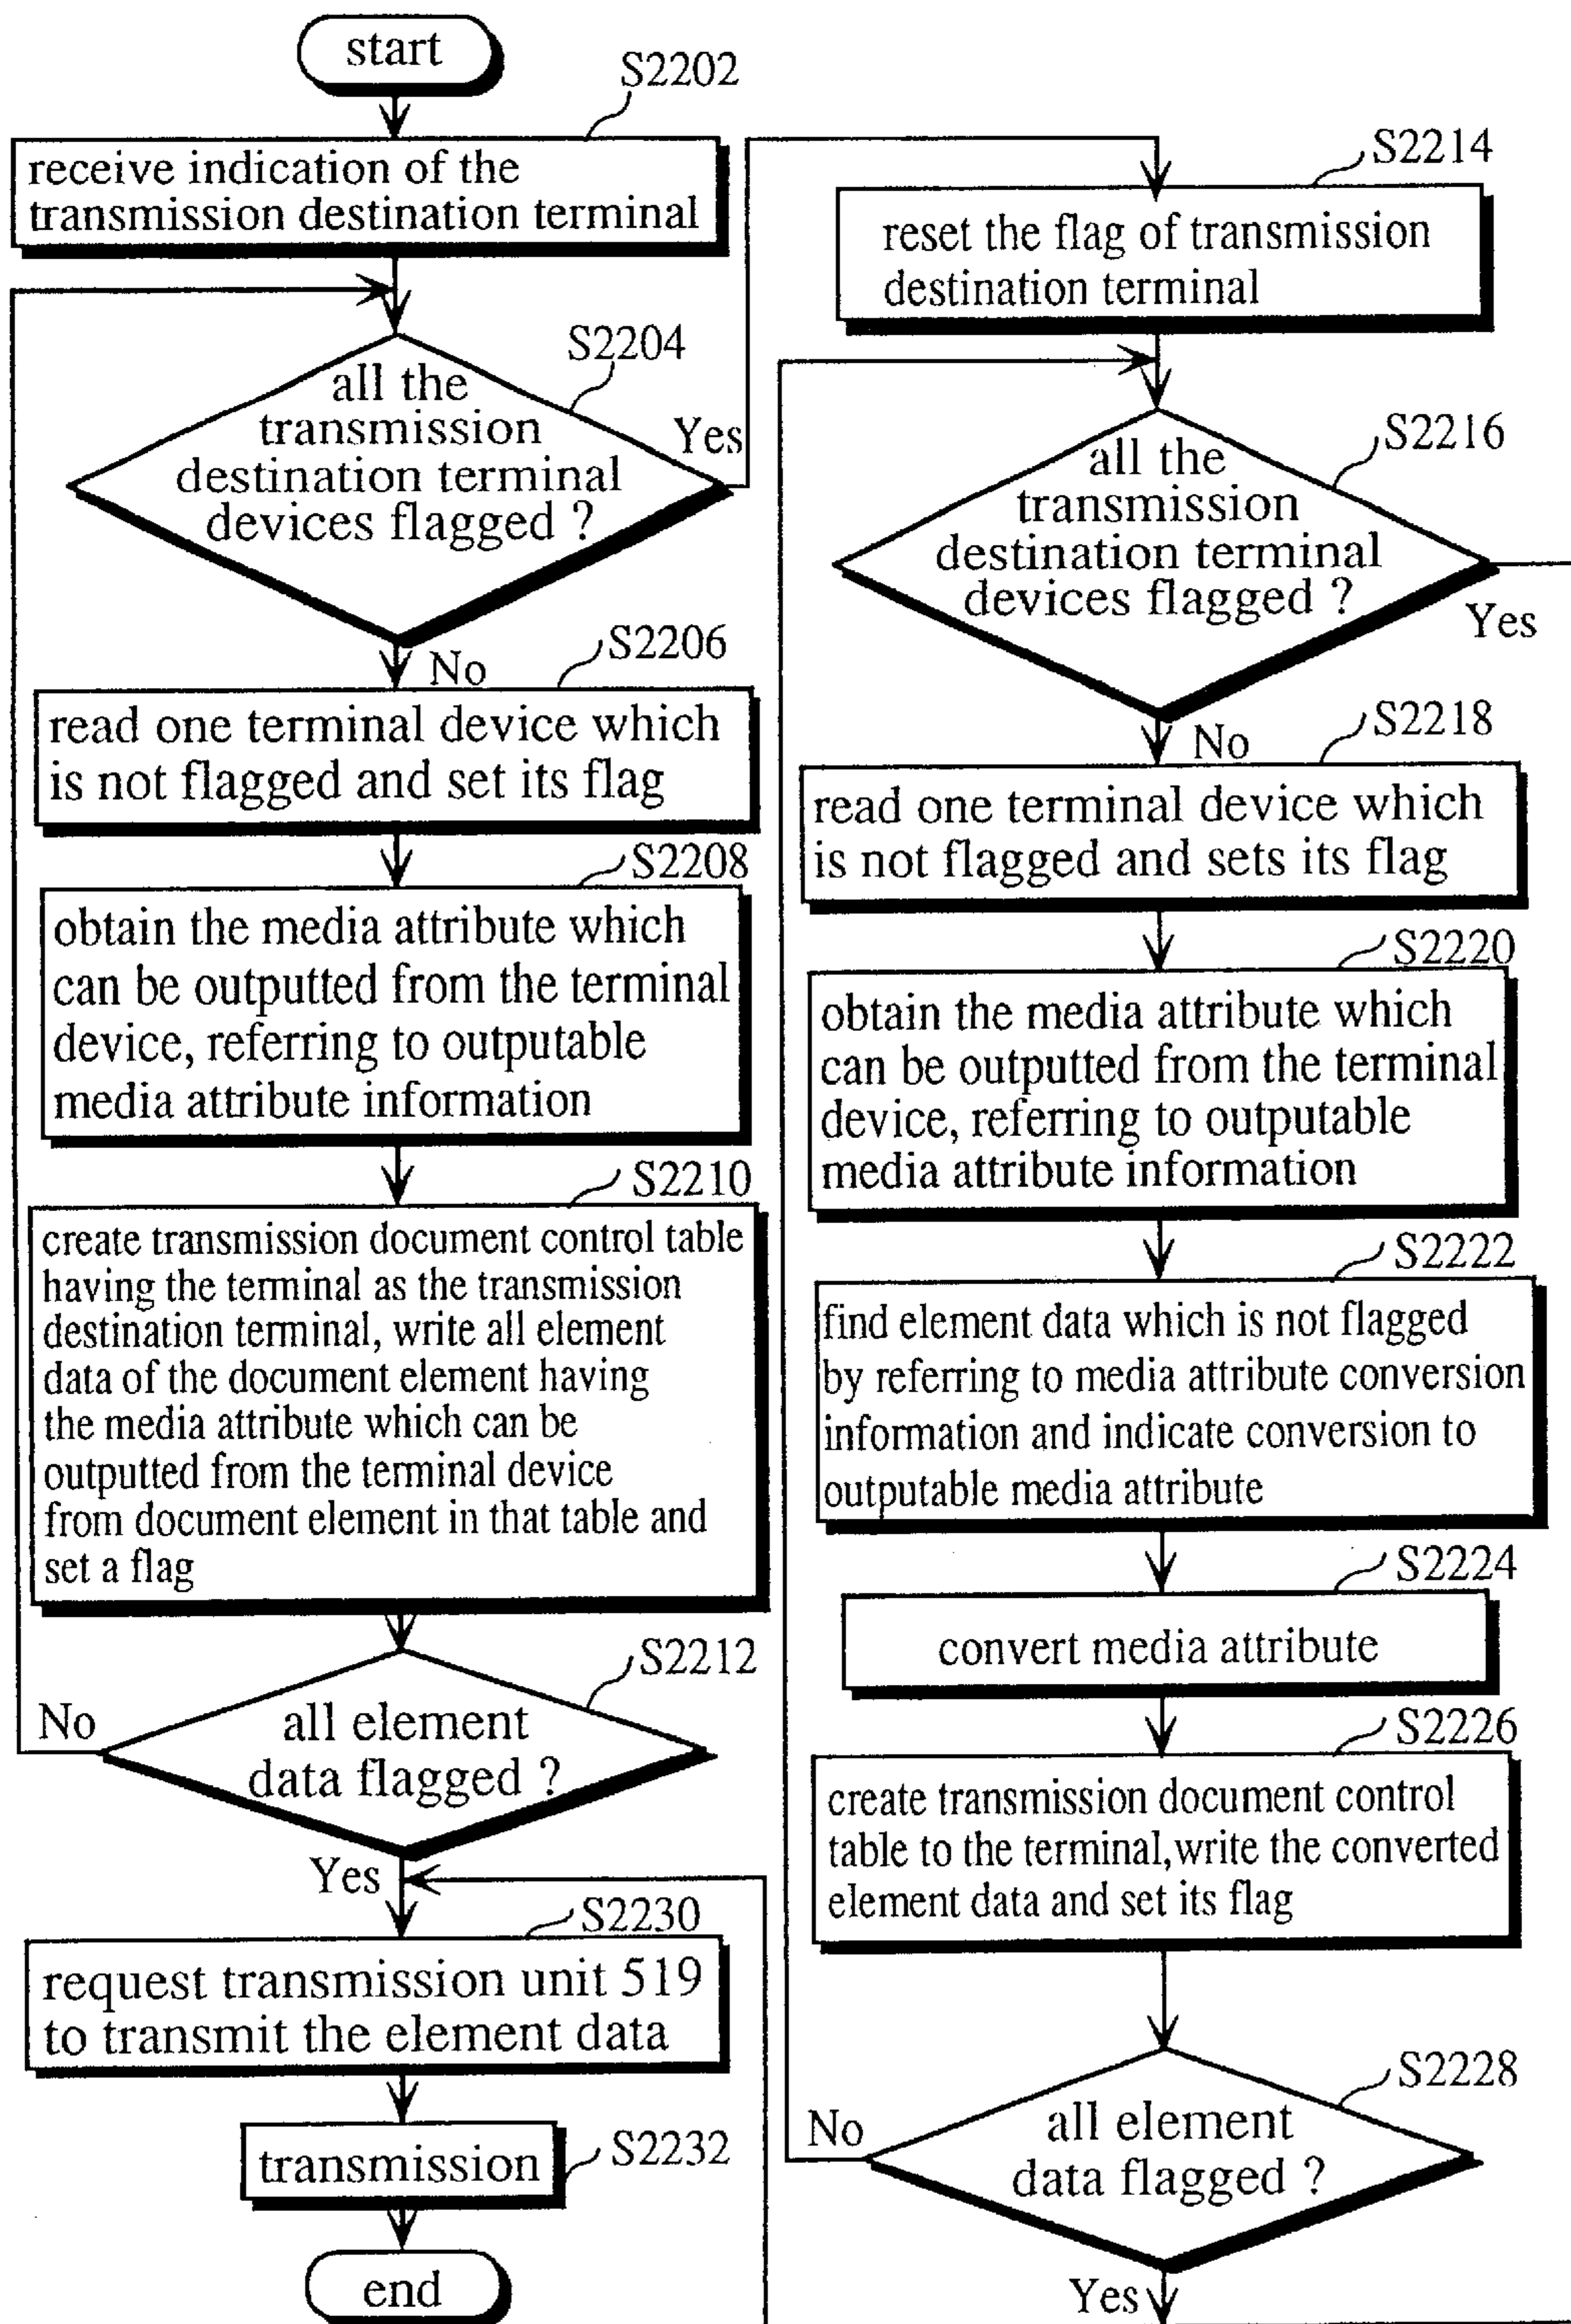 start
S2202
receive indication of the
transmission destination terminal
S2204
all the
transmission
destination terminal
devices flagged ?
Yes
No
S2206
read one terminal device which
is not flagged and set its flag
S2208
obtain the media attribute which
can be outputted from the terminal
device, referring to outputable
media attribute information
S2210
create transmission document control table
having the terminal as the transmission
destination terminal, write all element
data of the document element having
the media attribute which can be
outputted from the terminal device
from document element in that table and
set a flag
S2212
all element
data flagged ?
No
Yes
S2230
request transmission unit 519
to transmit the element data
transmission
S2232
end
S2214
reset the flag of transmission
destination terminal
S2216
all the
transmission
destination terminal
devices flagged ?
Yes
No
S2218
read one terminal device which
is not flagged and sets its flag
S2220
obtain the media attribute which
can be outputted from the terminal
device, referring to outputable
media attribute information
S2222
find element data which is not flagged
by referring to media attribute conversion
information and indicate conversion to
outputable media attribute
S2224
convert media attribute
S2226
create transmission document control
table to the terminal,write the converted
element data and set its flag
S2228
all element
data flagged ?
No
Yes